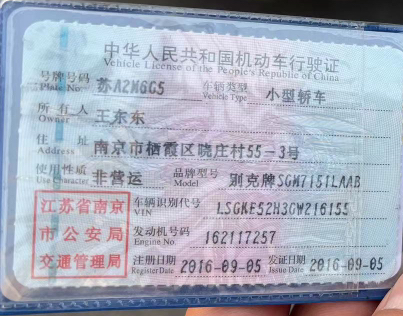 中华人民共和国机动车行驶证
Vehicle License of the People's Republic of China
号牌号码 Plate No. 苏A2M6G5 车辆类型 Vehicle Type 小型轿车
所有人 Owner 王东东
住址 Address 南京市栖霞区晓庄村55-3号
使用性质 Use Character 非营运 品牌型号 Model 别克牌SGM7151LAAB
江苏省南京 车辆识别代号 VIN LSGKE52H3GW216155
市公安局 发动机号码 Engine No. 162117257
交通管理局 注册日期 Register Date 2016-09-05 发证日期 Issue Date 2016-09-05